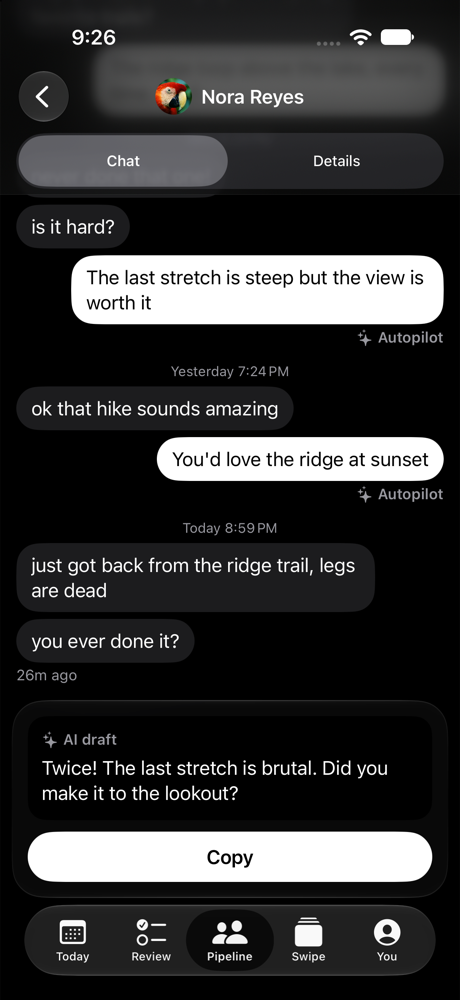 9:26
Nora Reyes
Chat
Details
is it hard?
The last stretch is steep but the view is
worth it
Autopilot
Yesterday 7:24 PM
ok that hike sounds amazing
You'd love the ridge at sunset
Autopilot
Today 8:59 PM
just got back from the ridge trail, legs
are dead
you ever done it?
26m ago
AI draft
Twice! The last stretch is brutal. Did you
make it to the lookout?
Copy
Today
Review
Pipeline
Swipe
You